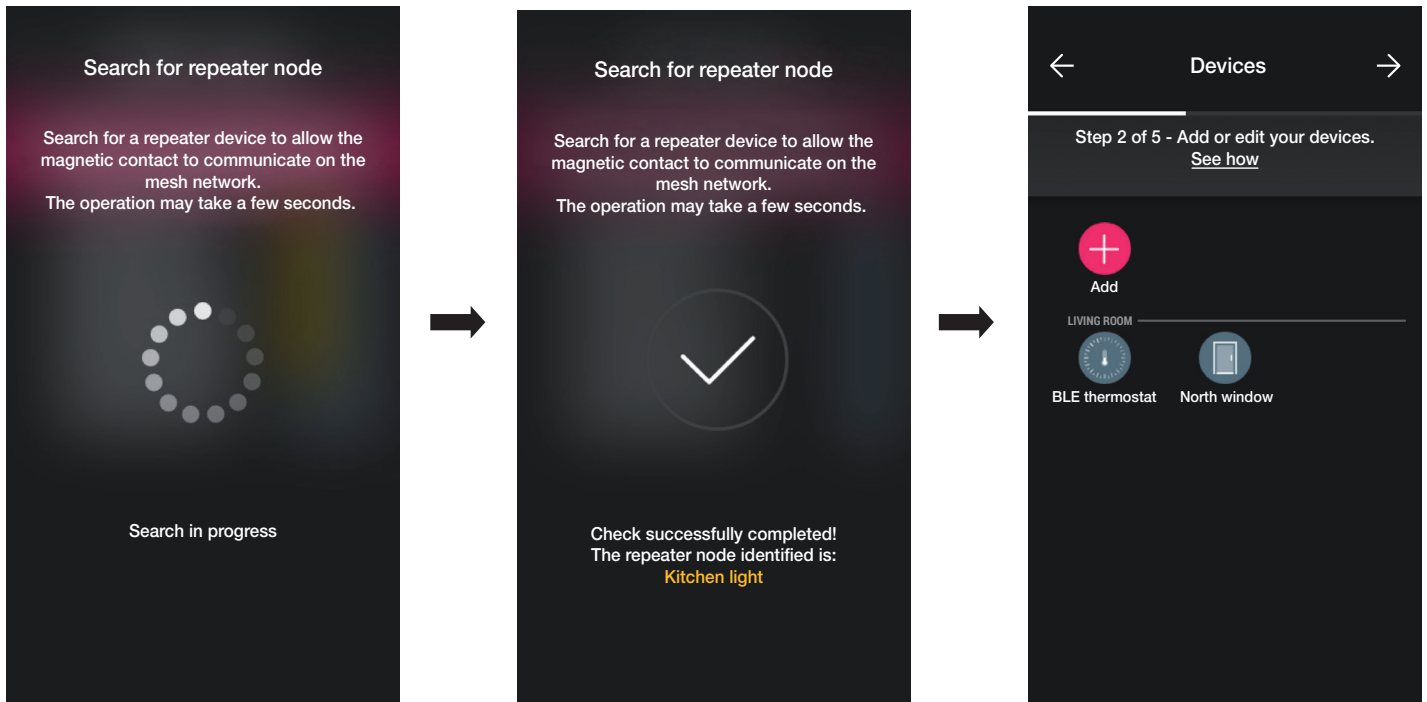 Search for repeater node
Search for a repeater device to allow the
magnetic contact to communicate on the
mesh network.
The operation may take a few seconds.
Search in progress
Search for repeater node
Search for a repeater device to allow the
magnetic contact to communicate on the
mesh network.
The operation may take a few seconds.
Check successfully completed!
The repeater node identified is:
Kitchen light
Devices
Step 2 of 5 - Add or edit your devices.
See how
Add
LIVING ROOM
BLE thermostat
North window